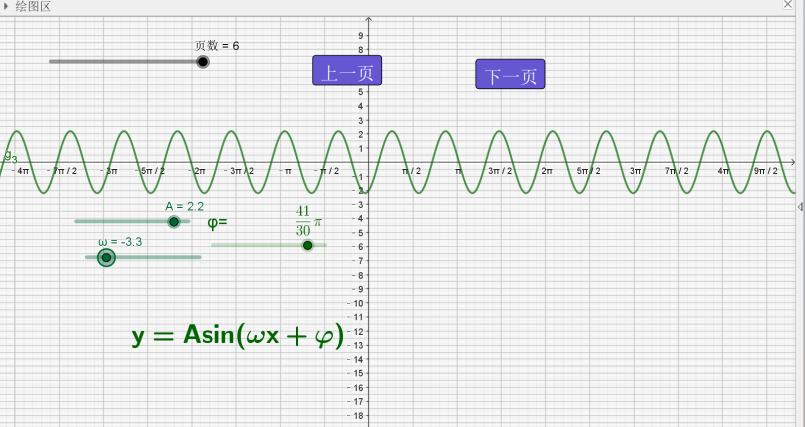 绘图区
页数 = 6
上一页
下一页
9
8
5
4
3
2
1
g₃
- 4π - 7π / 2 - 3π - 5π / 2 - 2π - 3π / 2 - π - π / 2 π / 2 π 3π / 2 2π 5π / 2 3π 7π / 2 4π 9π / 2
- 1
- 2
- 3
- 4
- 5
- 6
- 7
- 8
- 9
- 10
- 11
- 12
- 13
- 14
- 15
- 16
- 17
- 18
A = 2.2
φ= 41/30 π
ω = -3.3
y = Asin(ωx + φ)